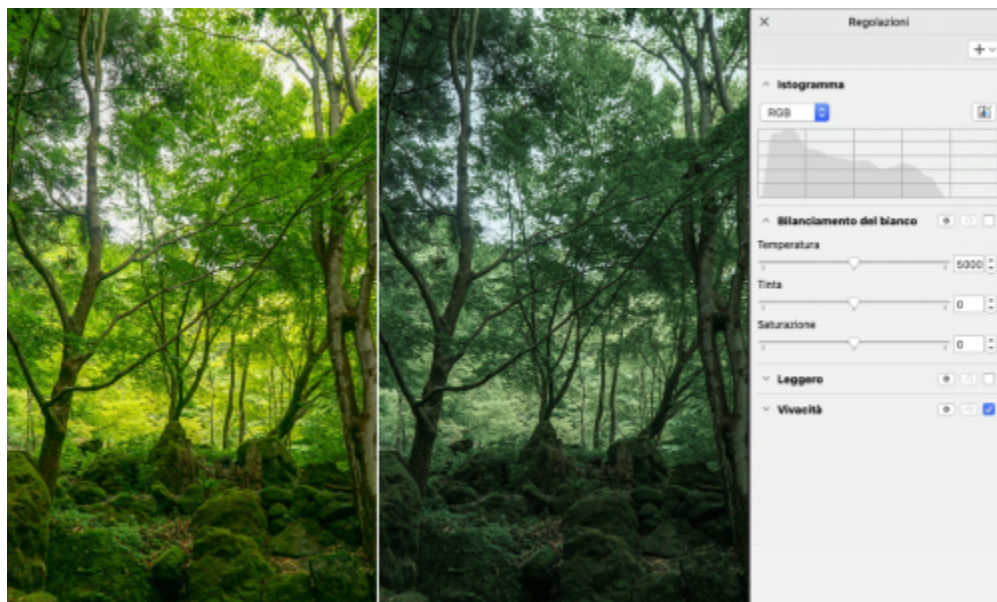 Regolazioni
Istogramma
RGB
Bilanciamento del bianco
Temperatura
5000
Tinta
0
Saturazione
0
Leggero
Vivacità